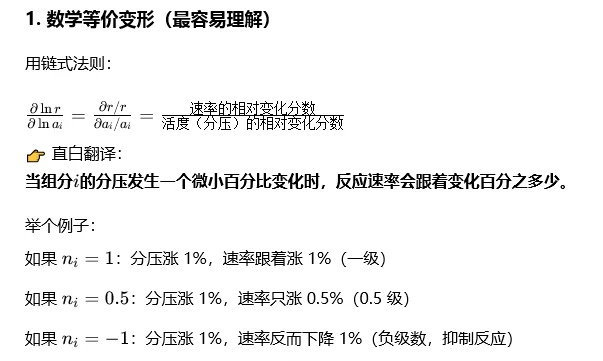 1. 数学等价变形（最容易理解）
用链式法则：
∂ ln r / ∂ ln aᵢ = ∂r/r / ∂aᵢ/aᵢ = 速率的相对变化分数 / 活度（分压）的相对变化分数
👉 直白翻译：
当组分i的分压发生一个微小百分比变化时，反应速率会跟着变化百分之多少。
举个例子：
如果 nᵢ = 1：分压涨 1%，速率跟着涨 1%（一级）
如果 nᵢ = 0.5：分压涨 1%，速率只涨 0.5%（0.5 级）
如果 nᵢ = −1：分压涨 1%，速率反而下降 1%（负级数，抑制反应）